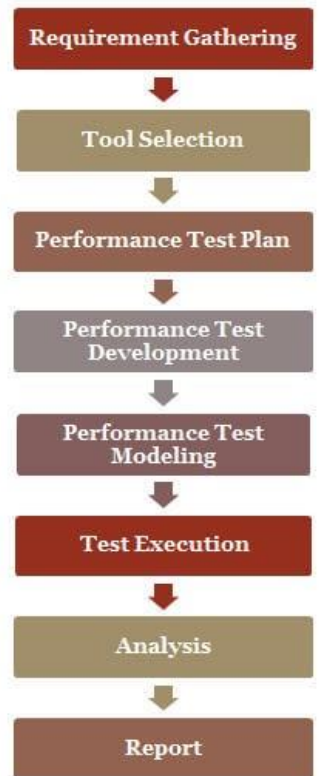 Requirement Gathering
Tool Selection
Performance Test Plan
Performance Test
Development
Performance Test
Modeling
Test Execution
Analysis
Report